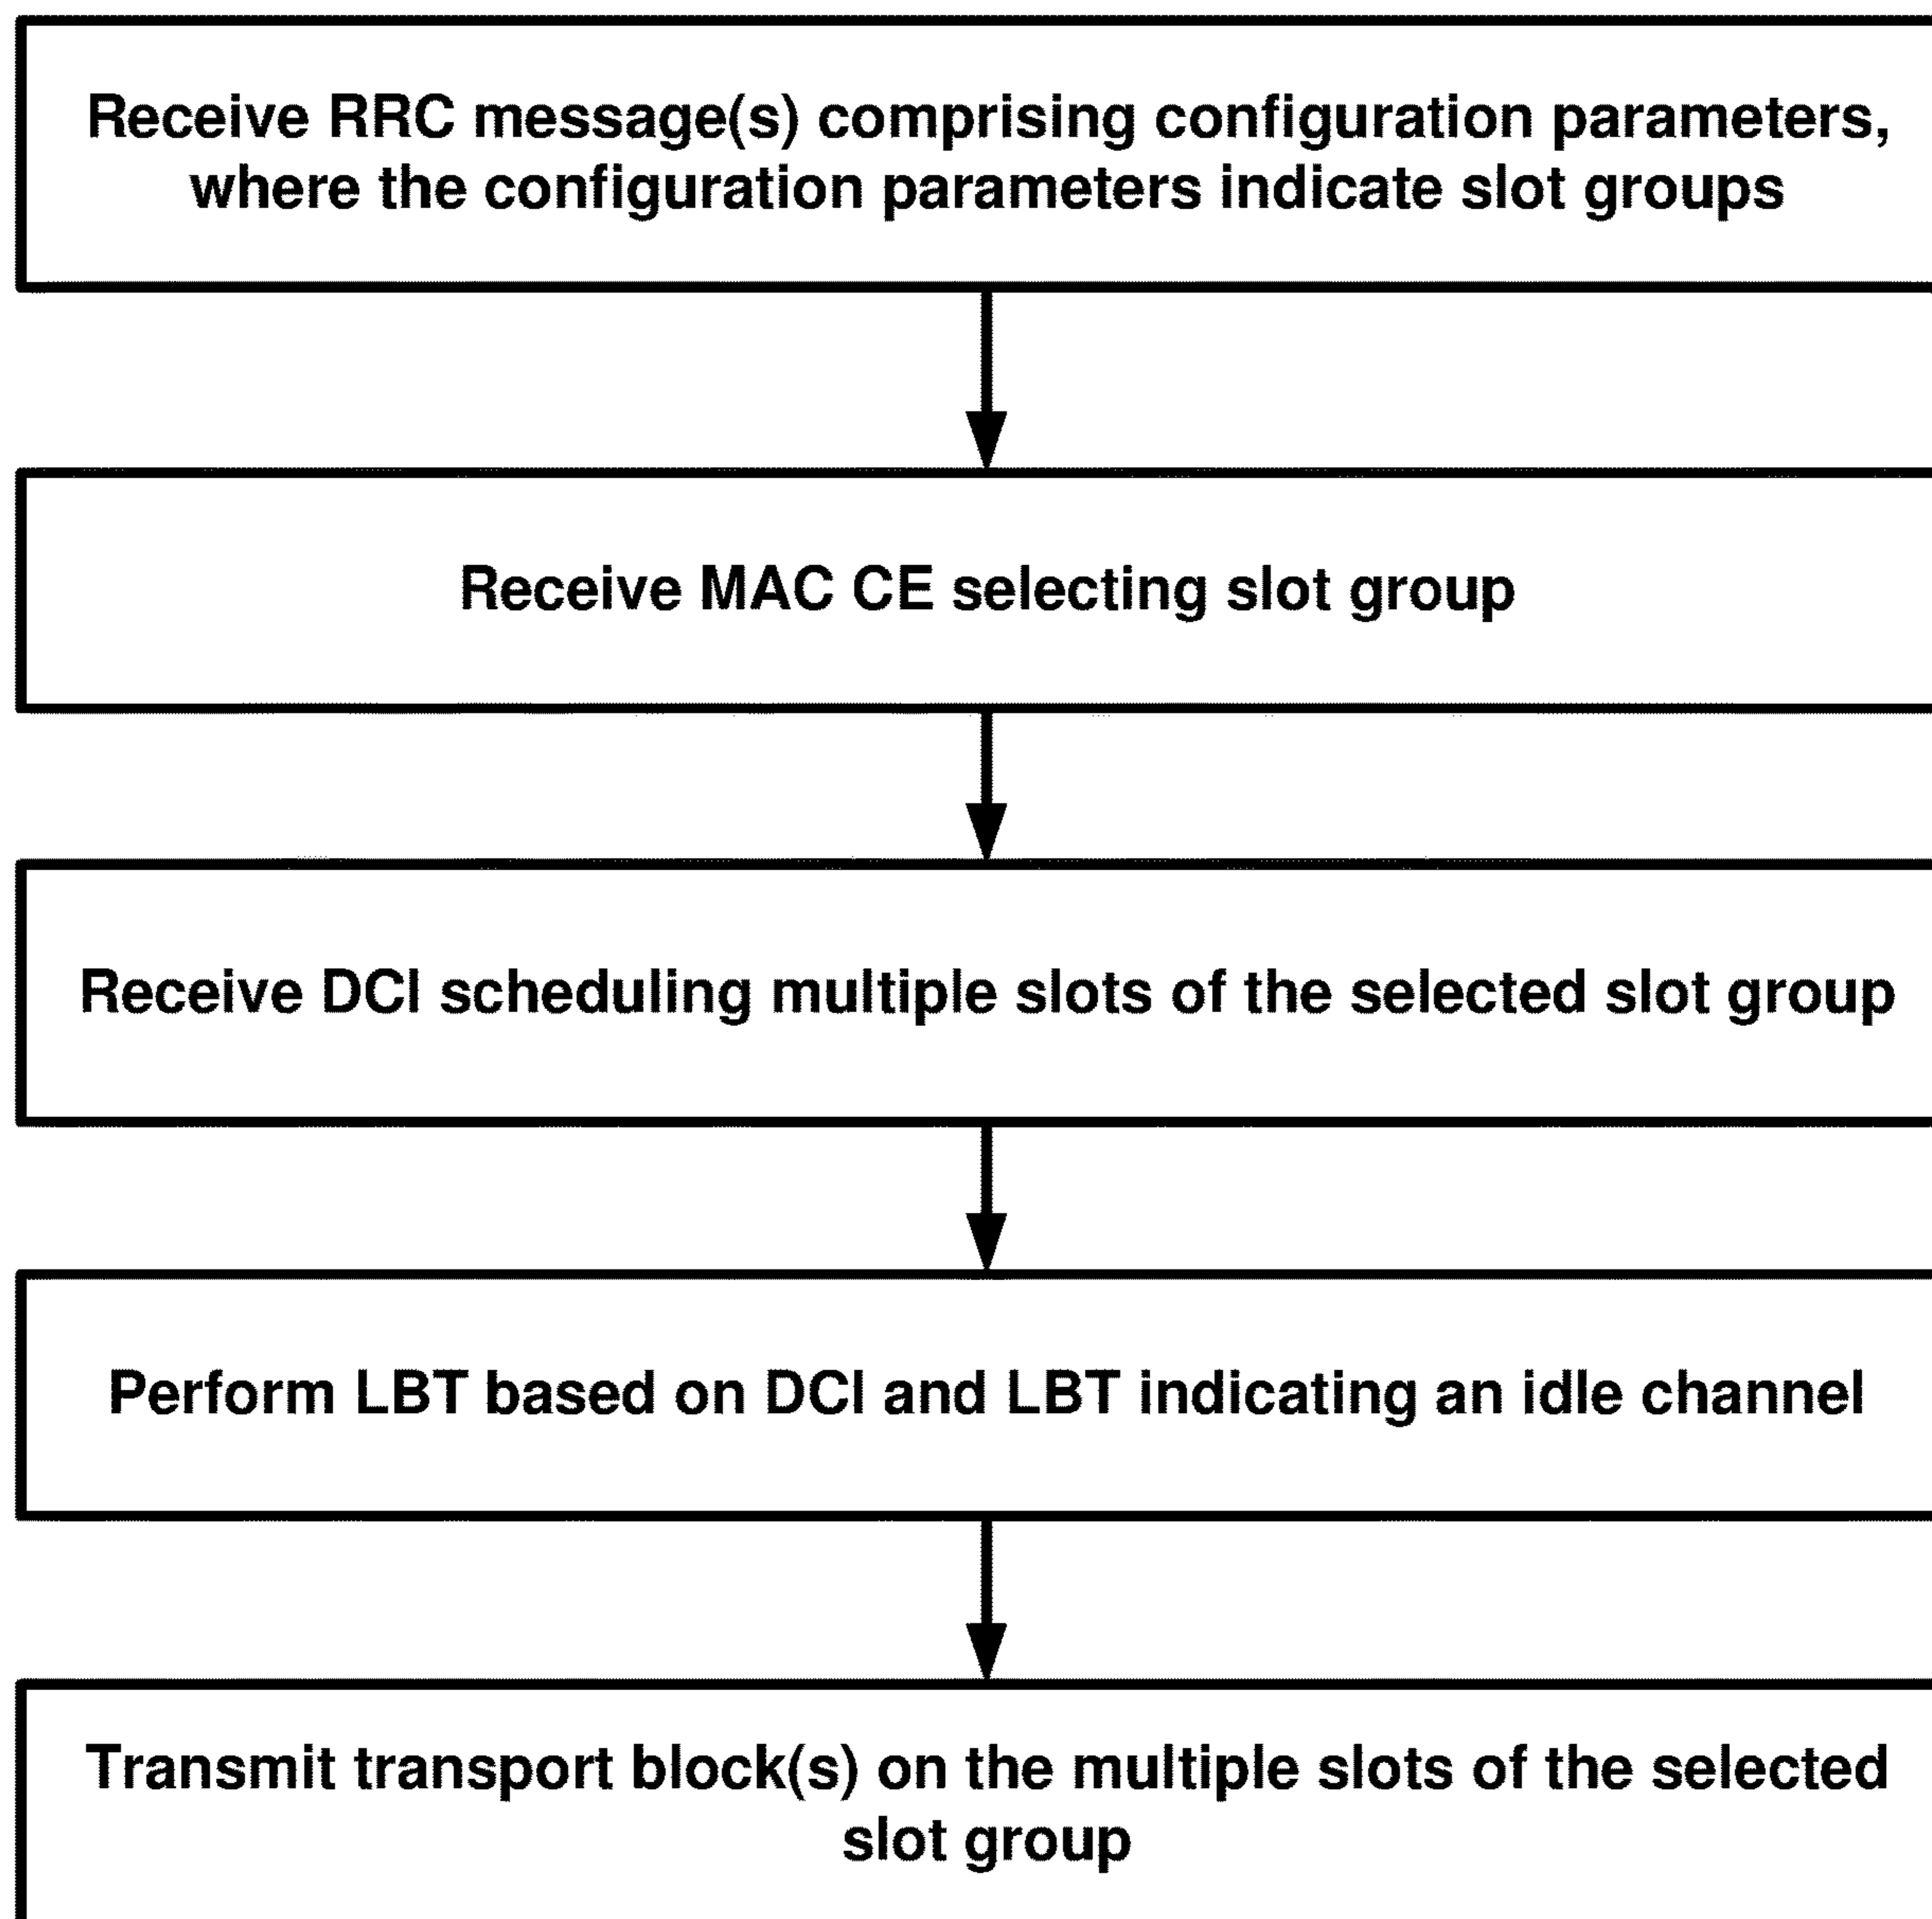 Receive RRC message(s) comprising configuration parameters,
where the configuration parameters indicate slot groups
Receive MAC CE selecting slot group
Receive DCI scheduling multiple slots of the selected slot group
Perform LBT based on DCI and LBT indicating an idle channel
Transmit transport block(s) on the multiple slots of the selected
slot group